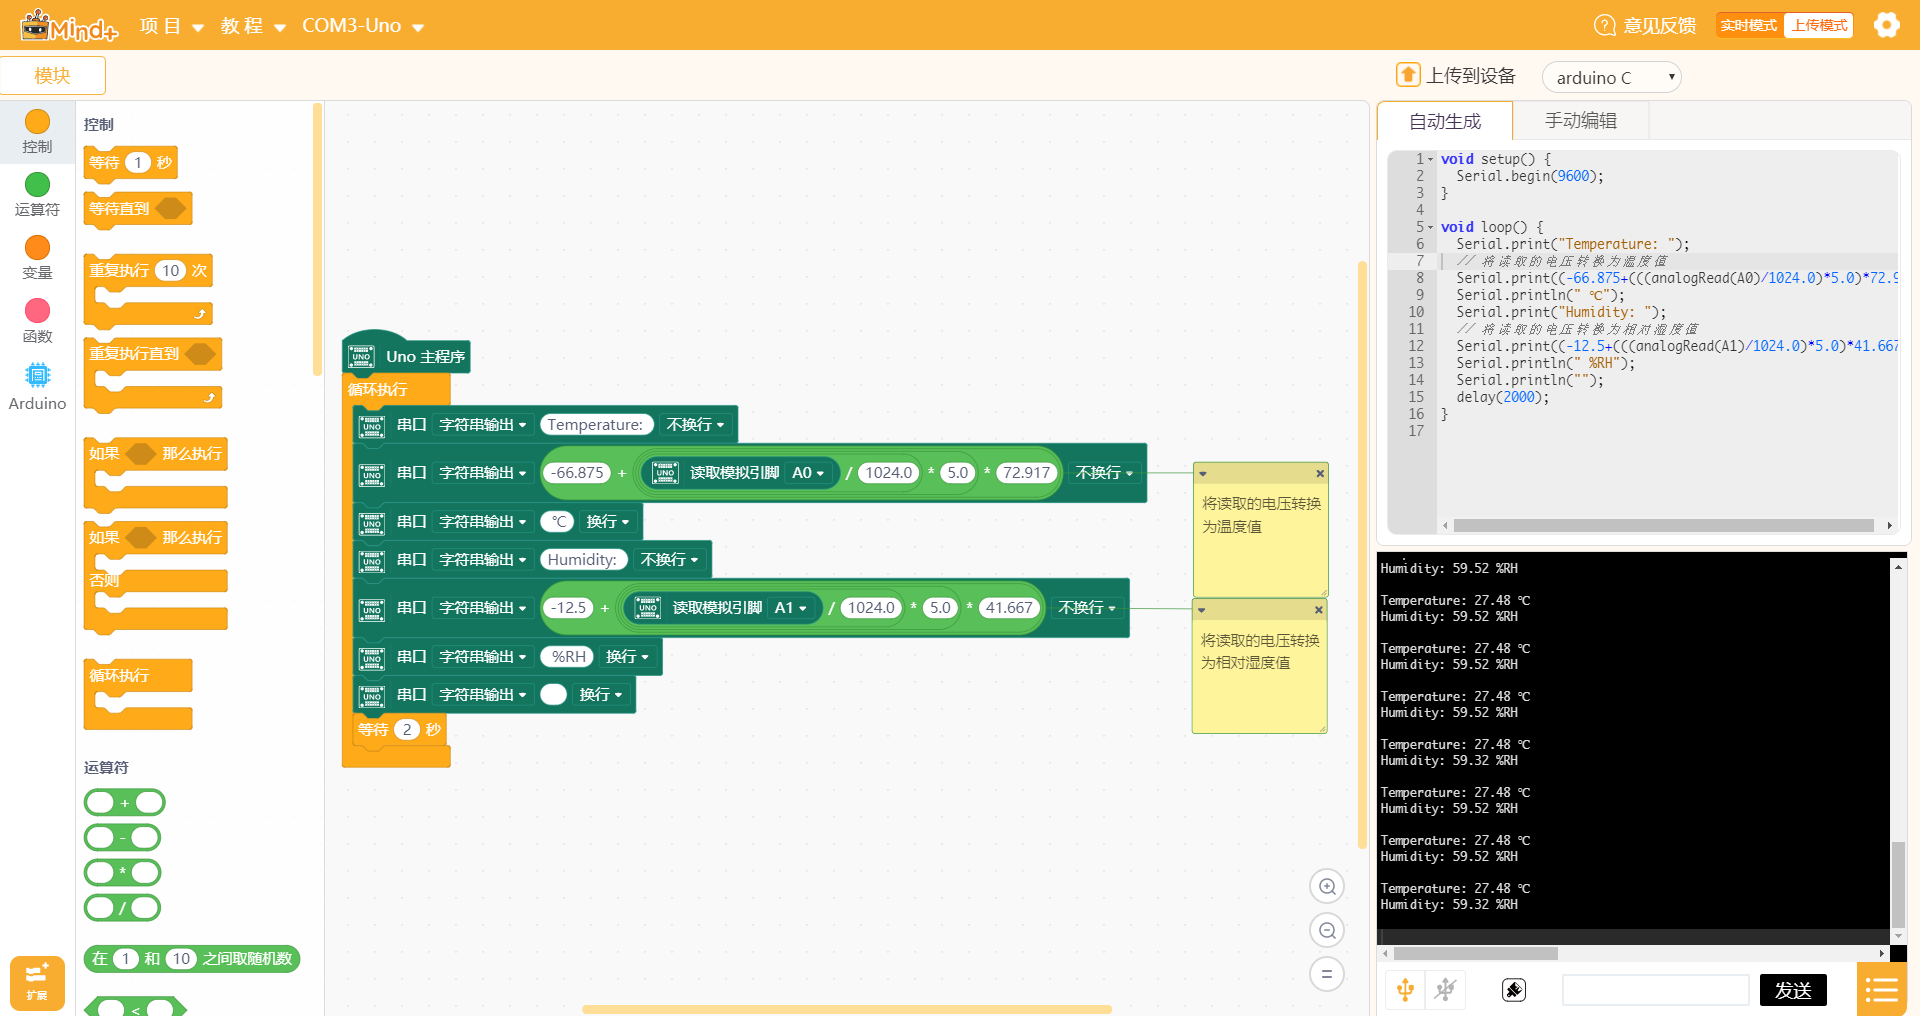 Mind+ 项目 教程 COM3-Uno 意见反馈 实时模式 上传模式
模块 上传到设备 arduino C
控制
运算符
变量
函数
Arduino
扩展
控制
等待 1 秒
等待直到
重复执行 10 次
重复执行直到
如果 那么执行
如果 那么执行
否则
循环执行
运算符
+
-
*
/
在 1 和 10 之间取随机数
<
UNO Uno 主程序
循环执行
UNO 串口 字符串输出 Temperature: 不换行
UNO 串口 字符串输出 -66.875 + UNO 读取模拟引脚 A0 / 1024.0 * 5.0 * 72.917 不换行
UNO 串口 字符串输出 ℃ 换行
UNO 串口 字符串输出 Humidity: 不换行
UNO 串口 字符串输出 -12.5 + UNO 读取模拟引脚 A1 / 1024.0 * 5.0 * 41.667 不换行
UNO 串口 字符串输出 %RH 换行
UNO 串口 字符串输出 换行
等待 2 秒
将读取的电压转换
为温度值
将读取的电压转换
为相对湿度值
自动生成 手动编辑
1 void setup() {
2 Serial.begin(9600);
3 }
4
5 void loop() {
6 Serial.print("Temperature: ");
7 // 将读取的电压转换为温度值
8 Serial.print((-66.875+(((analogRead(A0)/1024.0)*5.0)*72.9
9 Serial.println(" ℃");
10 Serial.print("Humidity: ");
11 // 将读取的电压转换为相对湿度值
12 Serial.print((-12.5+(((analogRead(A1)/1024.0)*5.0)*41.667
13 Serial.println(" %RH");
14 Serial.println("");
15 delay(2000);
16 }
17
Humidity: 59.52 %RH
Temperature: 27.48 ℃
Humidity: 59.52 %RH
Temperature: 27.48 ℃
Humidity: 59.52 %RH
Temperature: 27.48 ℃
Humidity: 59.52 %RH
Temperature: 27.48 ℃
Humidity: 59.32 %RH
Temperature: 27.48 ℃
Humidity: 59.52 %RH
Temperature: 27.48 ℃
Humidity: 59.52 %RH
Temperature: 27.48 ℃
Humidity: 59.32 %RH
发送